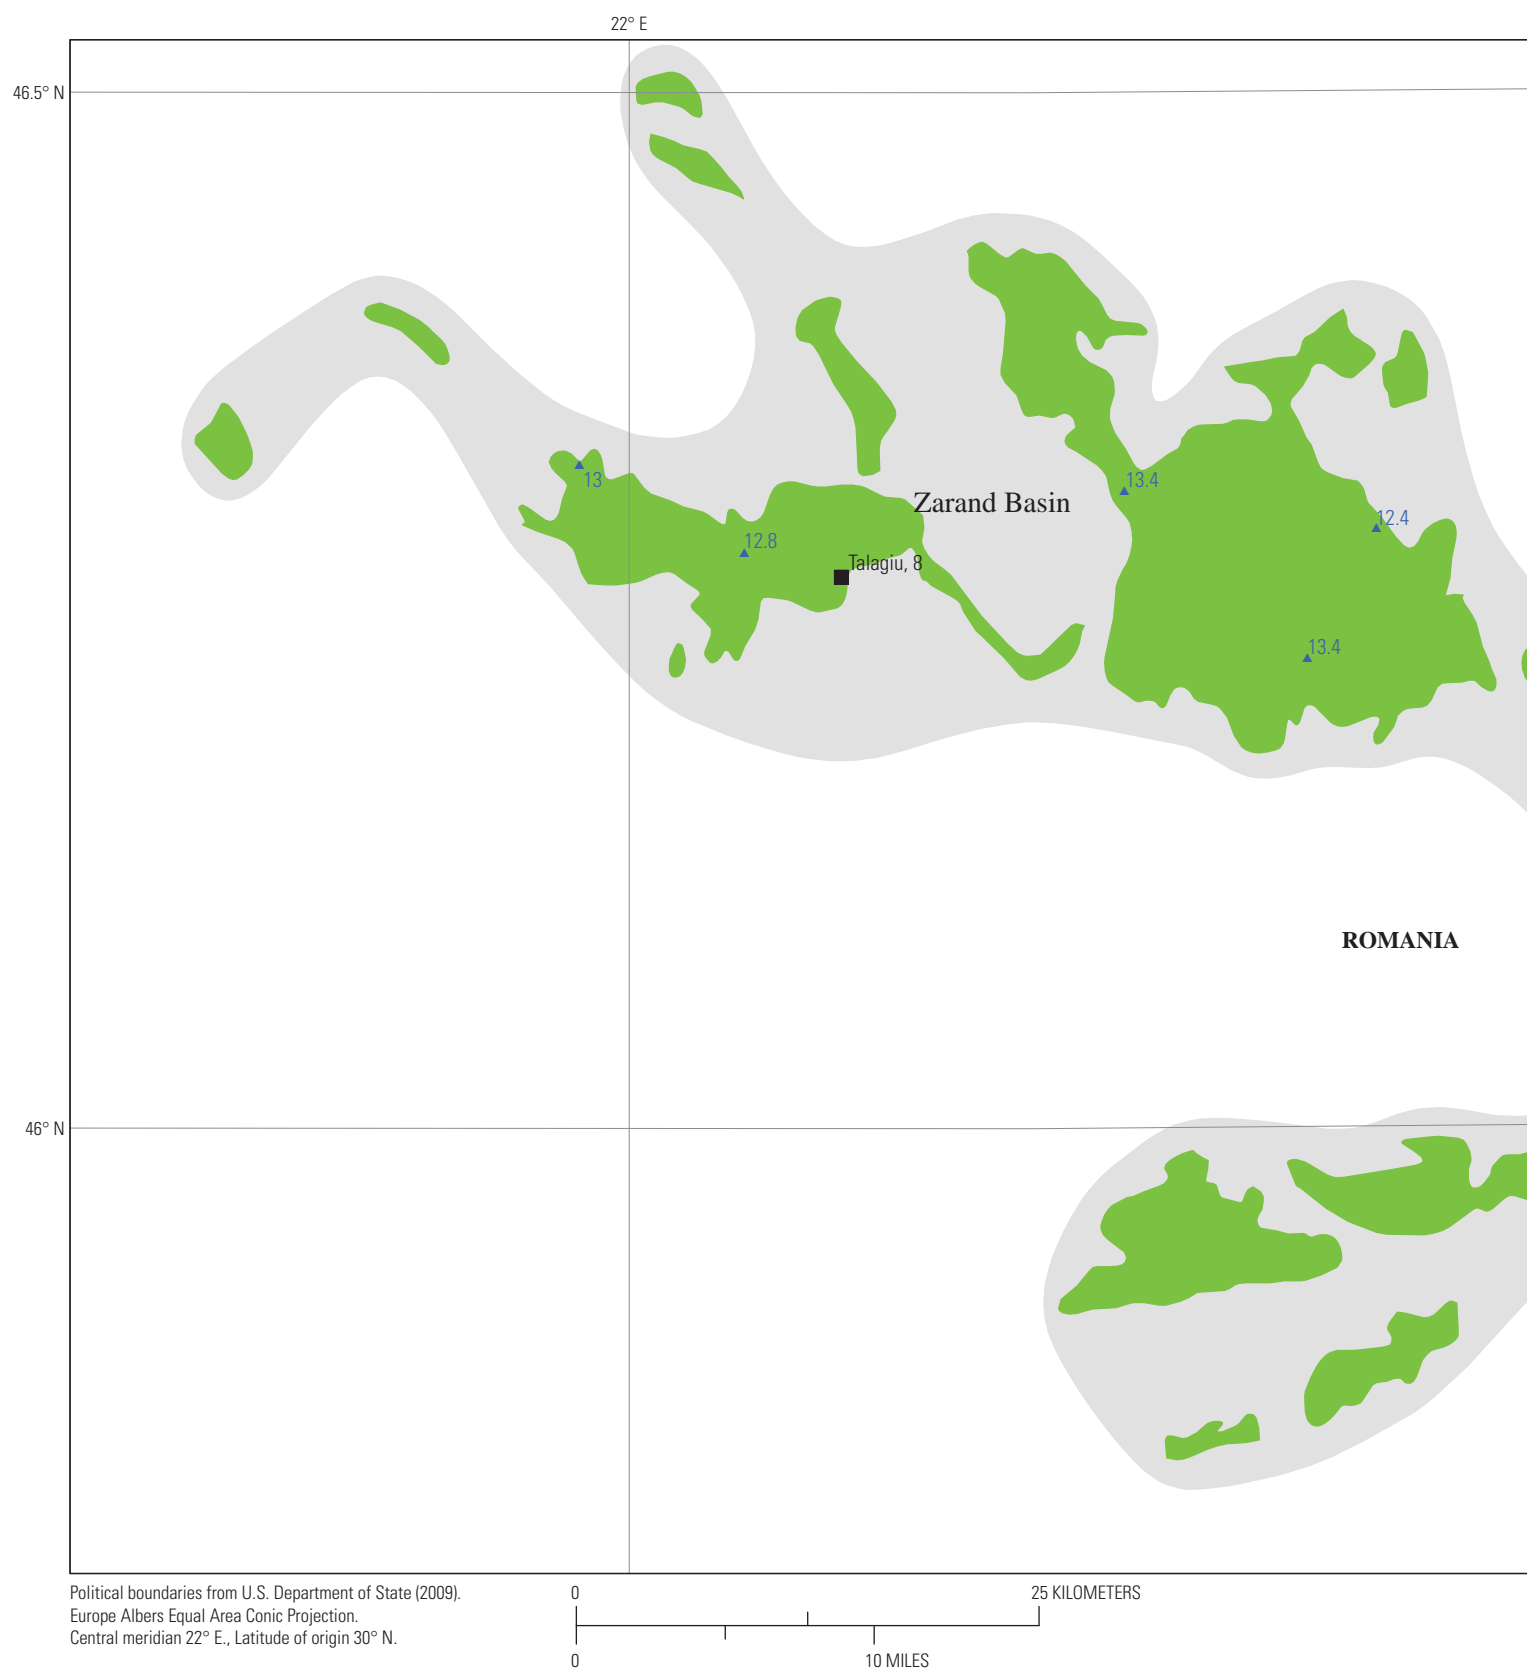 22° E
46.5° N
13
13.4
Zarand Basin
12.4
12.8
Talagiu, 8
13.4
ROMANIA
46° N
Political boundaries from U.S. Department of State (2009).
Europe Albers Equal Area Conic Projection.
Central meridian 22° E., Latitude of origin 30° N.
0 25 KILOMETERS
0 10 MILES